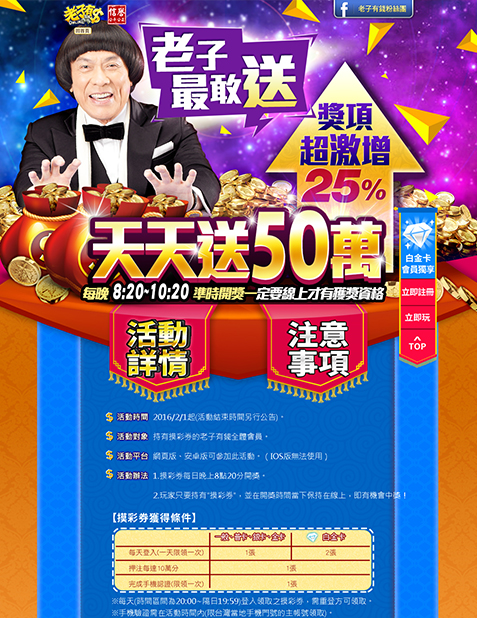 老子有錢
信譽
老子有錢粉絲團
老子
最敢送
獎項
超激增
25%
天天送50萬
每晚 8:20~10:20 準時開獎一定要線上才有獲獎資格
白金卡
會員獨享
立即註冊
立即玩
TOP
活動
詳情
注意
事項
活動時間 2016/2/1起(活動結束時間另行公告)。
活動對象 持有摸彩券的老子有錢全體會員。
活動平台 網頁版、安卓版可參加此活動。( IOS版無法使用 )
活動辦法 1.摸彩券每日晚上8點20分開獎。
2.玩家只要持有"摸彩券"，並在開獎時間當下保持在線上，即有機會中獎！
【摸彩券獲得條件】
一般、普卡、銀卡、金卡 白金卡
每天登入(一天限領一次) 1張 2張
押注每達10萬分 1張
完成手機認證(限領一次) 1張
※每天(時間區間為20:00~隔日19:59)登入領取之摸彩券，需重登方可領取。
※手機驗證需在活動時間內(限台灣當地手機門號的主帳號領取)。